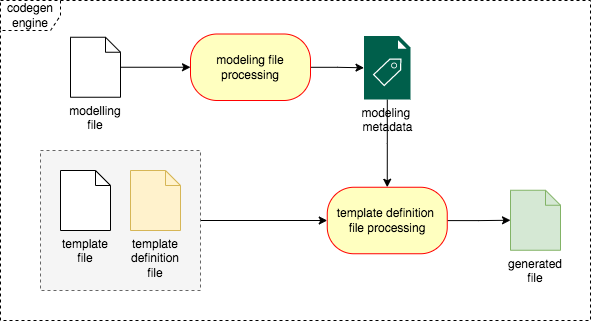 codegen
engine
modeling file
processing
modelling
file
modeling
metadata
template
file
template
definition
file
template definition
file processing
generated
file